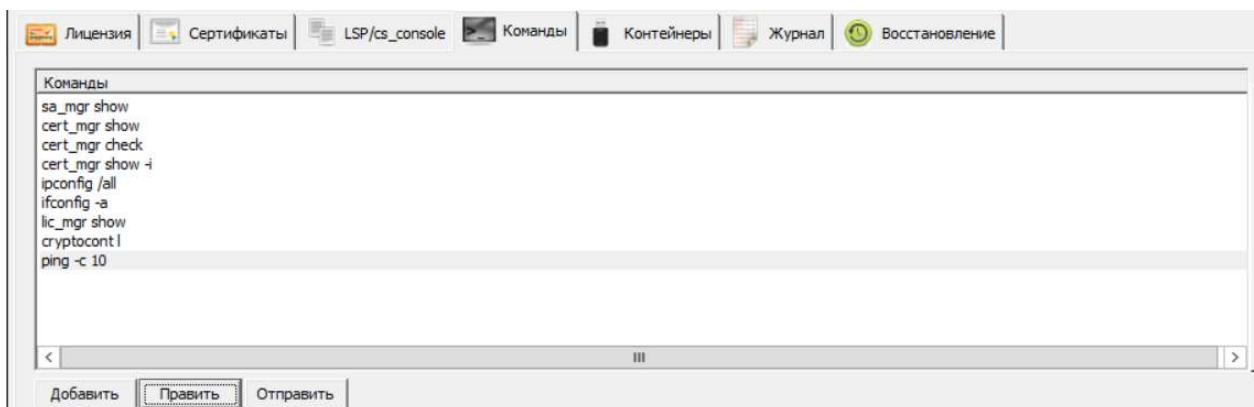 Лицензия Сертификаты LSP/cs_console Команды Контейнеры Журнал Восстановление
Команды
sa_mgr show
cert_mgr show
cert_mgr check
cert_mgr show -i
ipconfig /all
ifconfig -a
lic_mgr show
cryptocont l
ping -c 10
Добавить Править Отправить